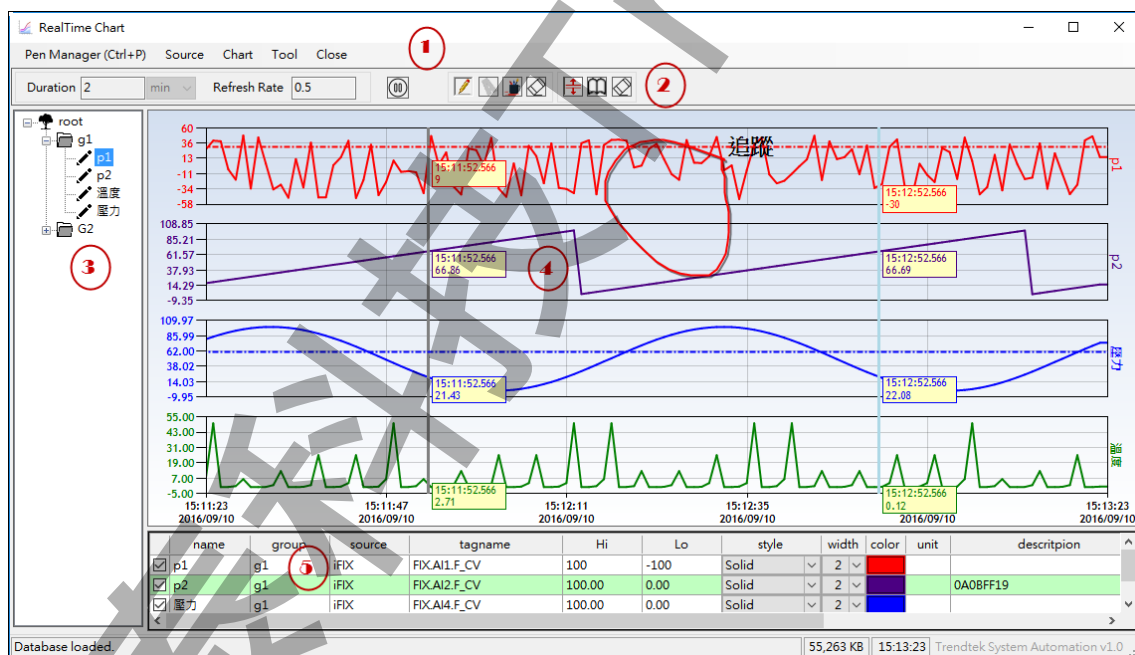 RealTime Chart
Pen Manager (Ctrl+P) Source Chart Tool Close
1
Duration 2 min Refresh Rate 0.5
2
root
g1
p1
p2
溫度
壓力
G2
3
60
36
13
-11
-34
-58
追蹤
15:11:52.566
9
15:12:52.566
-30
p1
108.85
85.21
61.57
37.93
14.29
-9.35
15:11:52.566
66.86
4
15:12:52.566
66.69
p2
109.97
85.99
62.00
38.02
14.03
-9.95
15:11:52.566
21.43
15:12:52.566
22.08
壓力
55.00
43.00
31.00
19.00
7.00
-5.00
15:11:52.566
2.71
15:12:52.566
0.12
溫度
15:11:23 15:11:47 15:12:11 15:12:35 15:13:23
2016/09/10 2016/09/10 2016/09/10 2016/09/10 2016/09/10 2016/09/10
name group source tagname Hi Lo style width color unit descritpion
p1 g1 iFIX FIX.AI1.F_CV 100 -100 Solid 2
5
p2 g1 iFIX FIX.AI2.F_CV 100.00 0.00 Solid 2 0A0BFF19
壓力 g1 iFIX FIX.AI4.F_CV 100.00 0.00 Solid 2
Database loaded. 55,263 KB 15:13:23 Trendtek System Automation v1.0